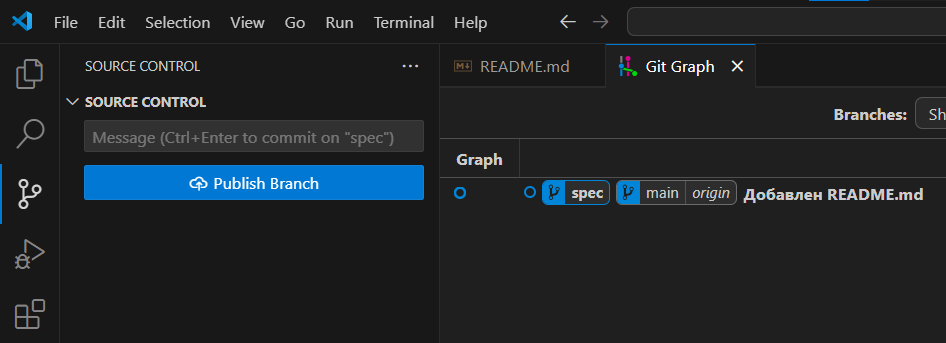 File Edit Selection View Go Run Terminal Help
SOURCE CONTROL ···
README.md Git Graph
SOURCE CONTROL
Message (Ctrl+Enter to commit on "spec")
Branches: Sh
Graph
Publish Branch
spec main origin Добавлен README.md